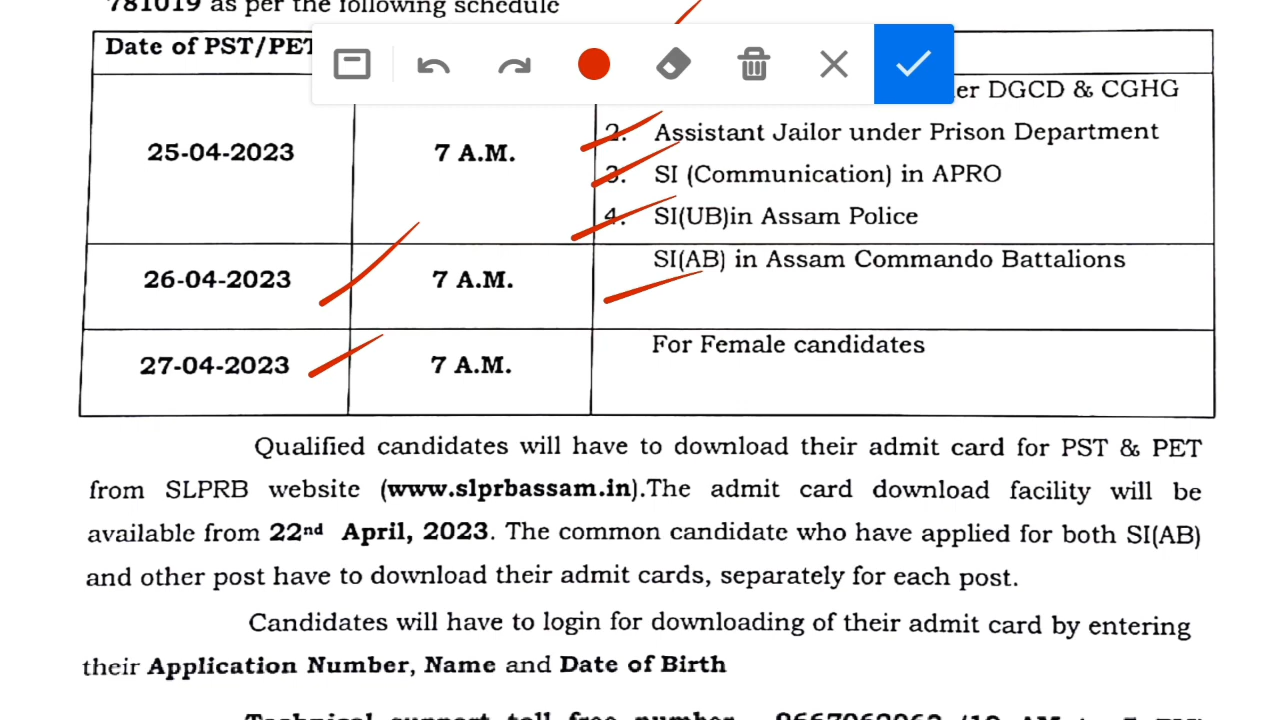 781019 as per the following schedule
Date of PST/PET
er DGCD & CGHG
25-04-2023 7 A.M. 2. Assistant Jailor under Prison Department
3. SI (Communication) in APRO
4. SI(UB)in Assam Police
26-04-2023 7 A.M. SI(AB) in Assam Commando Battalions
27-04-2023 7 A.M. For Female candidates
Qualified candidates will have to download their admit card for PST & PET
from SLPRB website (www.slprbassam.in).The admit card download facility will be
available from 22nd April, 2023. The common candidate who have applied for both SI(AB)
and other post have to download their admit cards, separately for each post.
Candidates will have to login for downloading of their admit card by entering
their Application Number, Name and Date of Birth
Technical support toll free number